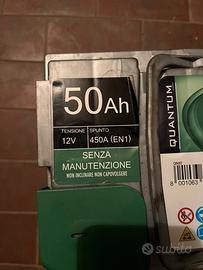 50Ah
TENSIONE SPUNTO
12V 450A (EN1)
SENZA
MANUTENZIONE
NON INCLINARE NON CAPOVOLGERE
QUANTUM
8 001063
subito